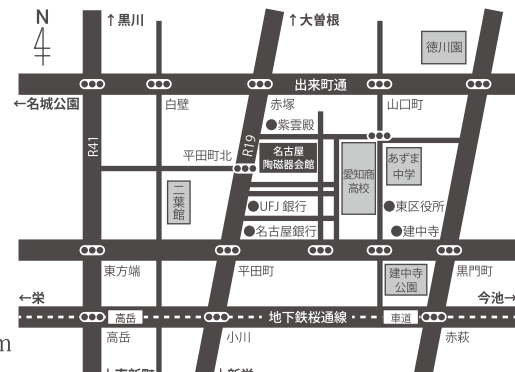 N
↑黒川
↑大曽根
徳川園
出来町通
←名城公園
白壁
赤塚
山口町
●紫雲殿
R41
R19
平田町北
名古屋
陶磁器会館
愛知商
高校
あずま
中学
二葉館
●UFJ 銀行
●東区役所
●名古屋銀行
●建中寺
東方端
平田町
黒門町
建中寺
公園
←栄
今池→
高岳
地下鉄桜通線
車道
高岳
小川
赤萩
m